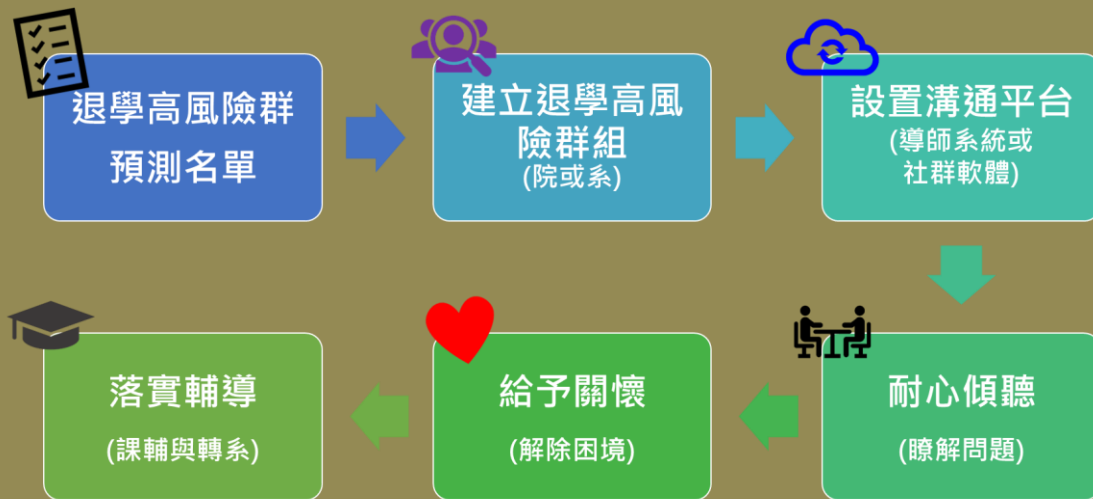 退學高風險群
預測名單
建立退學高風
險群組
(院或系)
設置溝通平台
(導師系統或
社群軟體)
耐心傾聽
(瞭解問題)
給予關懷
(解除困境)
落實輔導
(課輔與轉系)